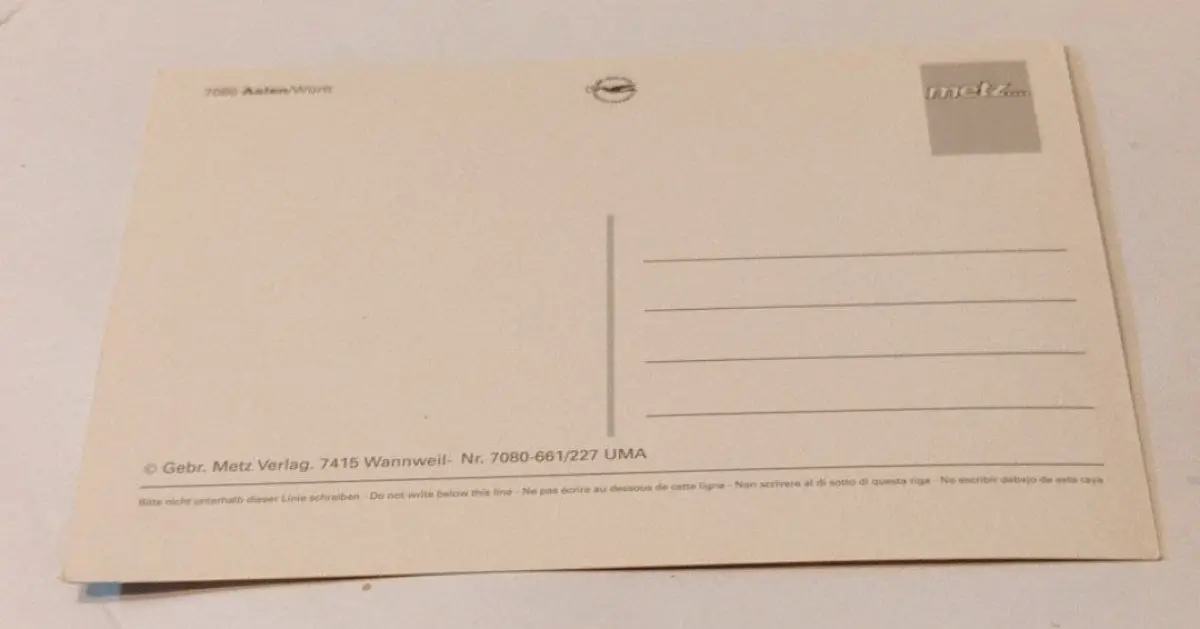 7080 Aalen/Württ
metz...
© Gebr. Metz Verlag. 7415 Wannweil- Nr. 7080-661/227 UMA
Bitte nicht unterhalb dieser Linie schreiben - Do not write below this line - Ne pas écrire au dessous de cette ligne - Non scrivere al di sotto di questa riga - No escribir debajo de esta raya